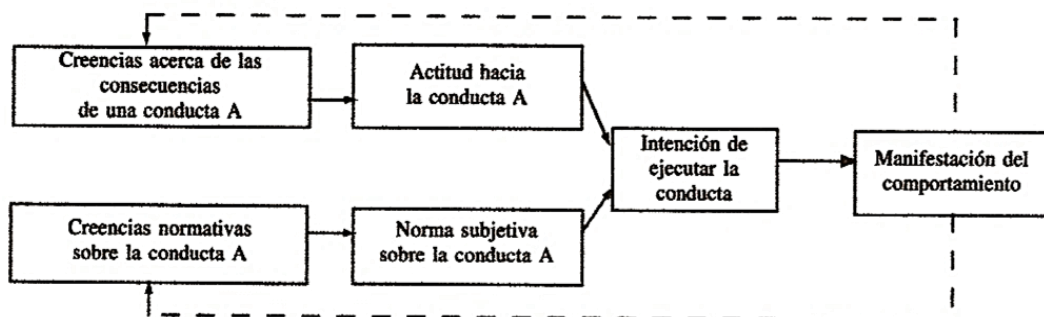 Creencias acerca de las
consecuencias
de una conducta A
Actitud hacia
la conducta A
Intención de
ejecutar la
conducta
Manifestación del
comportamiento
Creencias normativas
sobre la conducta A
Norma subjetiva
sobre la conducta A